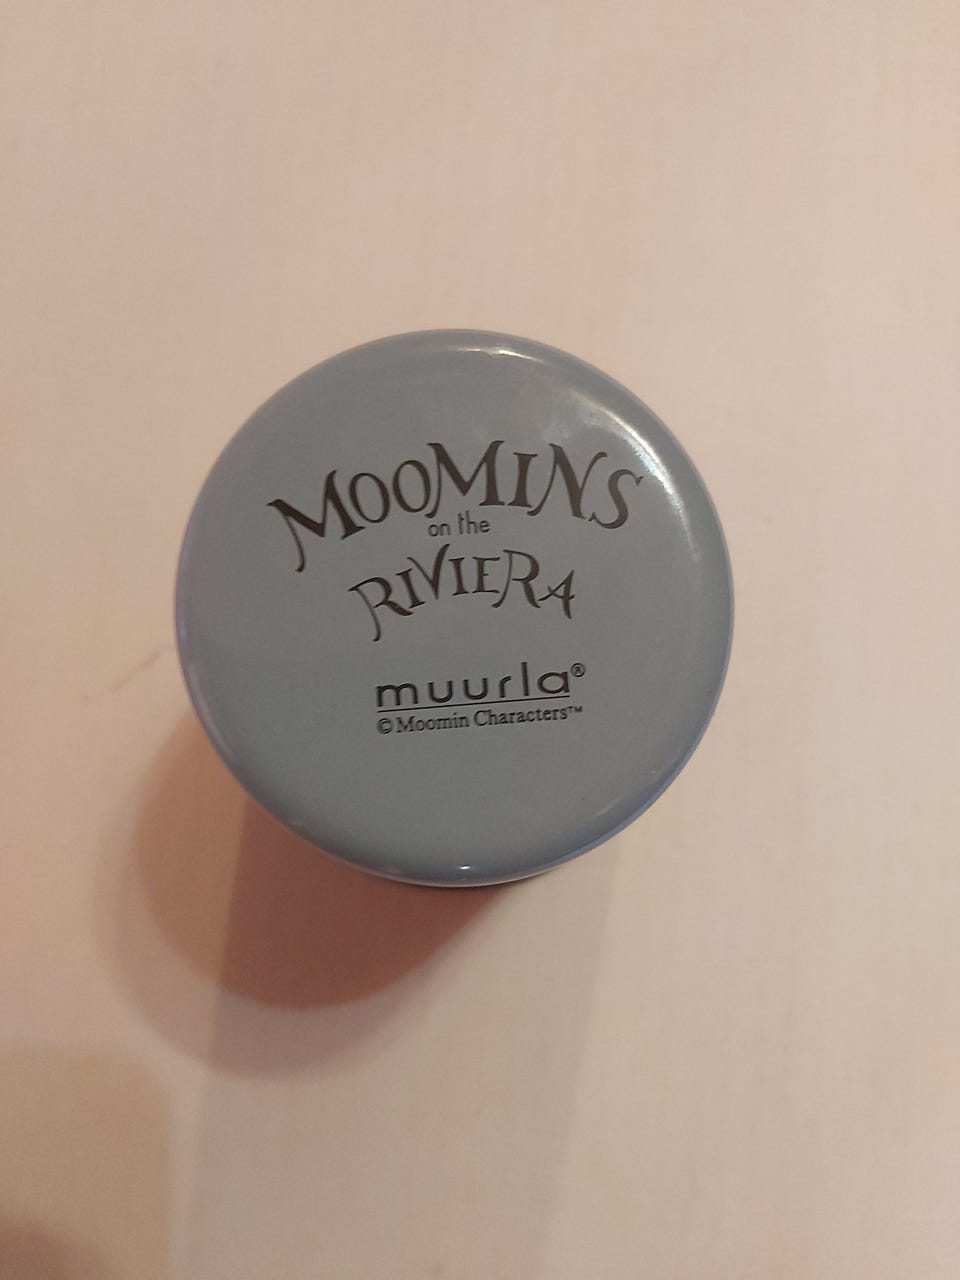 MOOMINS
on the
RIVIERA
muurla®
© Moomin Characters™